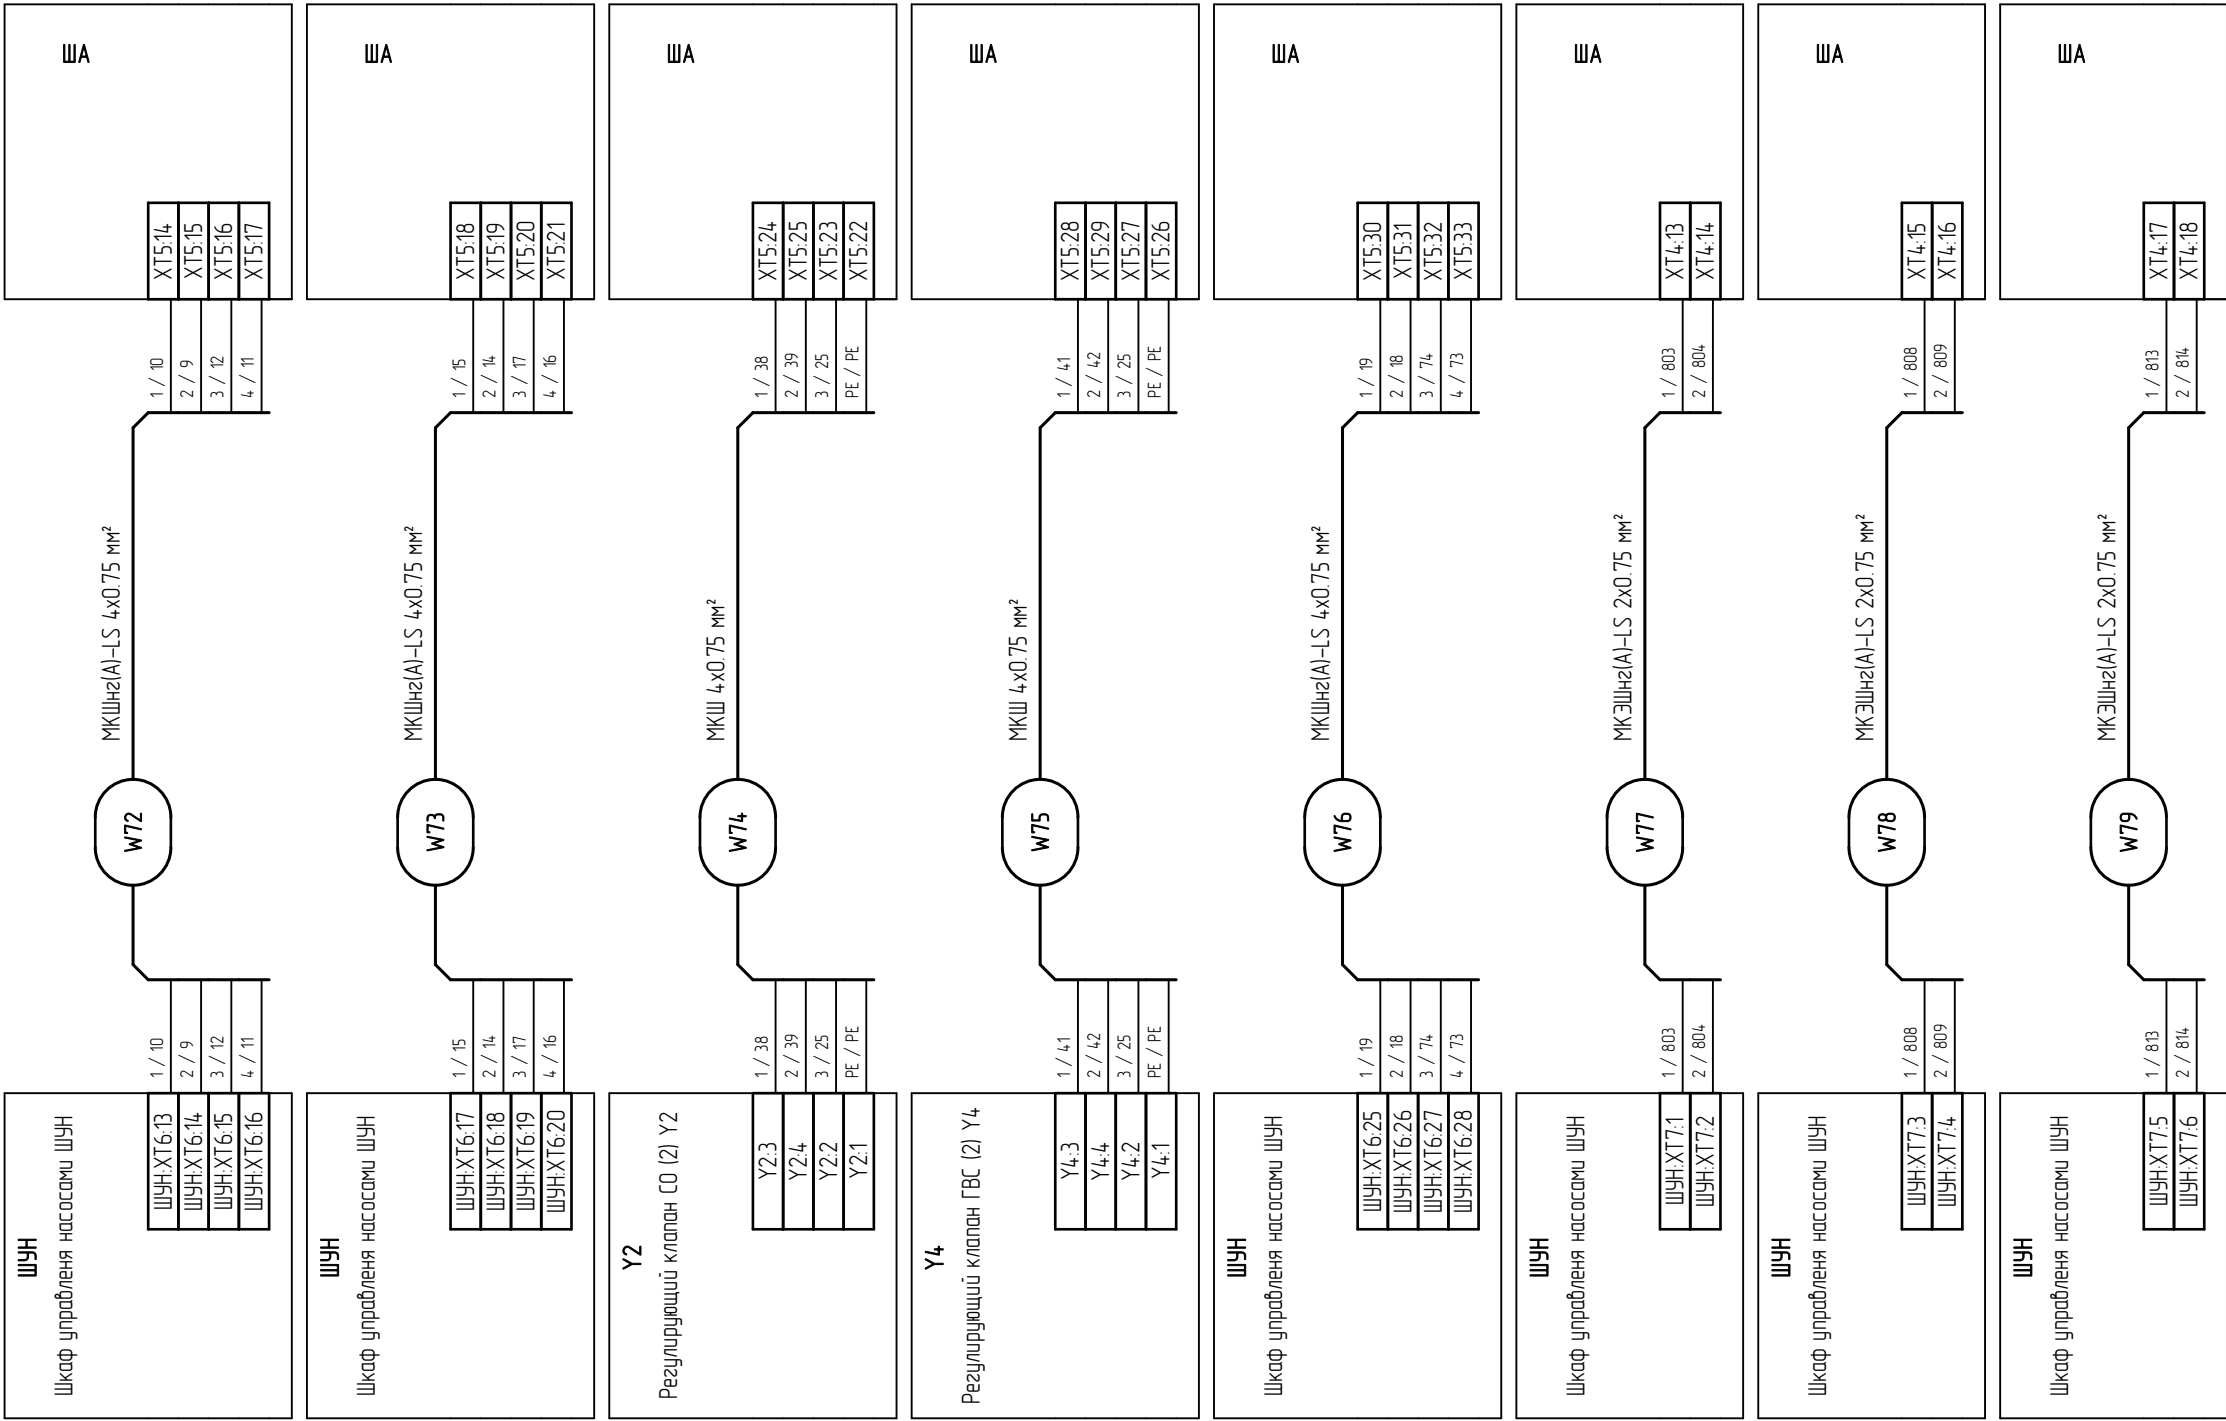 ША
XT5:14
XT5:15
XT5:16
XT5:17
1 / 10
2 / 9
3 / 12
4 / 11
МКШнг(А)-LS 4x0.75 мм²
W72
1 / 10
2 / 9
3 / 12
4 / 11
ШУН
Шкаф управленя насосами ШУН
ШУН:XT6:13
ШУН:XT6:14
ШУН:XT6:15
ШУН:XT6:16
ША
XT5:18
XT5:19
XT5:20
XT5:21
1 / 15
2 / 14
3 / 17
4 / 16
МКШнг(А)-LS 4x0.75 мм²
W73
1 / 15
2 / 14
3 / 17
4 / 16
ШУН
Шкаф управленя насосами ШУН
ШУН:XT6:17
ШУН:XT6:18
ШУН:XT6:19
ШУН:XT6:20
ША
XT5:24
XT5:25
XT5:23
XT5:22
1 / 38
2 / 39
3 / 25
PE / PE
МКШ 4x0.75 мм²
W74
1 / 38
2 / 39
3 / 25
PE / PE
Y2
Регулирующий клапан СО (2) Y2
Y2:3
Y2:4
Y2:2
Y2:1
ША
XT5:28
XT5:29
XT5:27
XT5:26
1 / 41
2 / 42
3 / 25
PE / PE
МКШ 4x0.75 мм²
W75
1 / 41
2 / 42
3 / 25
PE / PE
Y4
Регулирующий клапан ГВС (2) Y4
Y4:3
Y4:4
Y4:2
Y4:1
ША
XT5:30
XT5:31
XT5:32
XT5:33
1 / 19
2 / 18
3 / 74
4 / 73
МКШнг(А)-LS 4x0.75 мм²
W76
1 / 19
2 / 18
3 / 74
4 / 73
ШУН
Шкаф управленя насосами ШУН
ШУН:XT6:25
ШУН:XT6:26
ШУН:XT6:27
ШУН:XT6:28
ША
XT4:13
XT4:14
1 / 803
2 / 804
МКЭШнг(А)-LS 2x0.75 мм²
W77
1 / 803
2 / 804
ШУН
Шкаф управленя насосами ШУН
ШУН:XT7:1
ШУН:XT7:2
ША
XT4:15
XT4:16
1 / 808
2 / 809
МКЭШнг(А)-LS 2x0.75 мм²
W78
1 / 808
2 / 809
ШУН
Шкаф управленя насосами ШУН
ШУН:XT7:3
ШУН:XT7:4
ША
XT4:17
XT4:18
1 / 813
2 / 814
МКЭШнг(А)-LS 2x0.75 мм²
W79
1 / 813
2 / 814
ШУН
Шкаф управленя насосами ШУН
ШУН:XT7:5
ШУН:XT7:6